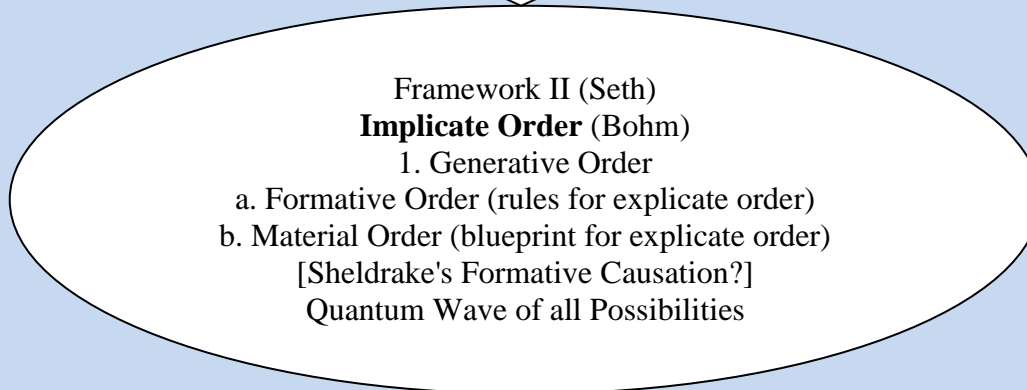 Framework II (Seth)
Implicate Order (Bohm)
1. Generative Order
a. Formative Order (rules for explicate order)
b. Material Order (blueprint for explicate order)
[Sheldrake's Formative Causation?]
Quantum Wave of all Possibilities